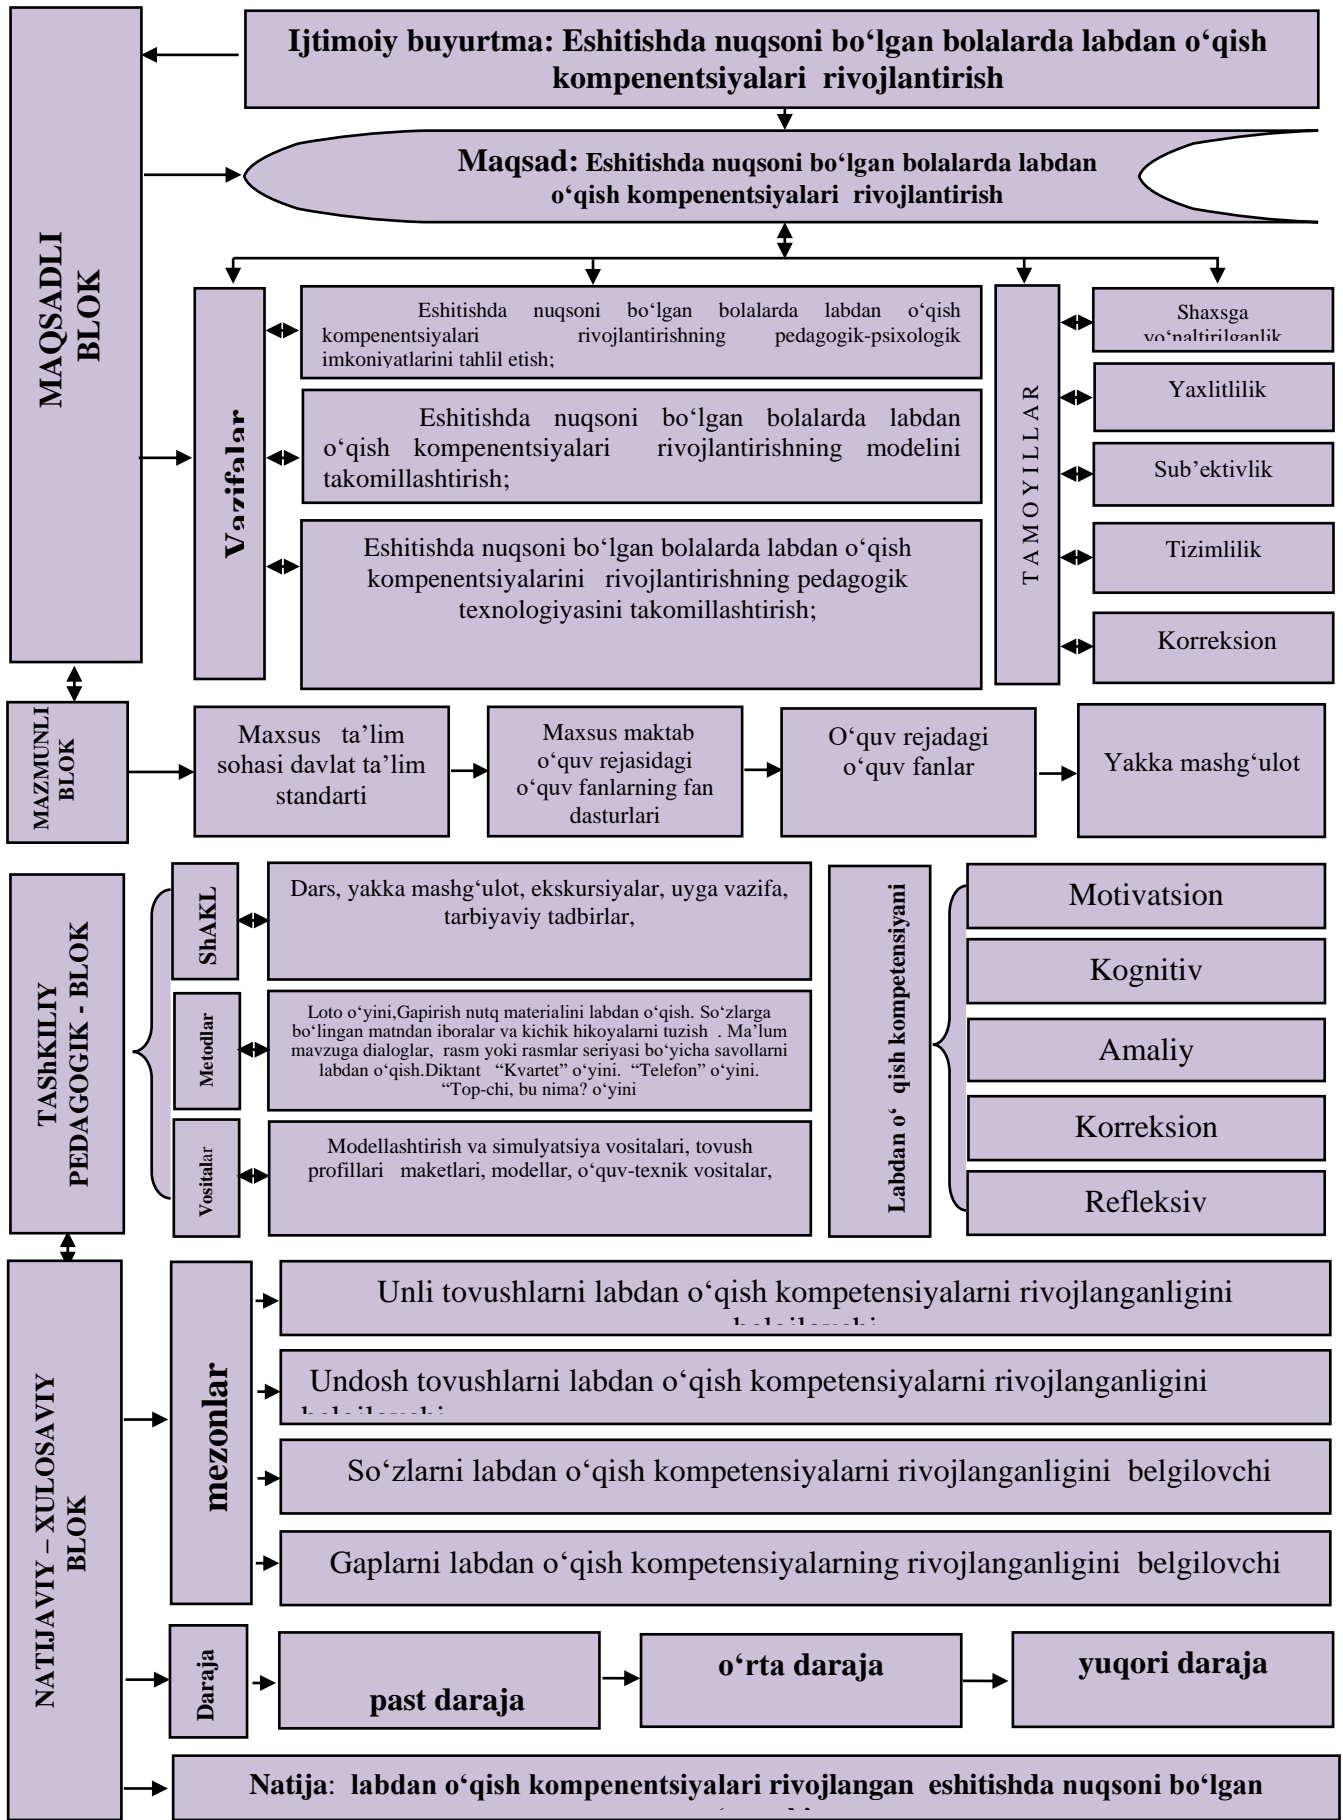 Ijtimoiy buyurtma: Eshitishda nuqsoni bo‘lgan bolalarda labdan o‘qish
kompenentsiyalari rivojlantirish
Maqsad: Eshitishda nuqsoni bo‘lgan bolalarda labdan
o‘qish kompenentsiyalari rivojlantirish
MAQSADLI
BLOK
Vazifalar
Eshitishda nuqsoni bo‘lgan bolalarda labdan o‘qish
kompenentsiyalari rivojlantirishning pedagogik-psixologik
imkoniyatlarini tahlil etish;
Eshitishda nuqsoni bo‘lgan bolalarda labdan
o‘qish kompenentsiyalari rivojlantirishning modelini
takomillashtirish;
Eshitishda nuqsoni bo‘lgan bolalarda labdan o‘qish
kompenentsiyalarini rivojlantirishning pedagogik
texnologiyasini takomillashtirish;
TAMOYILLAR
Shaxsga
yo‘naltirilganlik
Yaxlitlilik
Sub’ektivlik
Tizimlilik
Korreksion
MAZMUNLI
BLOK
Maxsus ta’lim
sohasi davlat ta’lim
standarti
Maxsus maktab
o‘quv rejasidagi
o‘quv fanlarning fan
dasturlari
O‘quv rejadagi
o‘quv fanlar
Yakka mashg‘ulot
TAShKILIY
PEDAGOGIK - BLOK
ShAKL
Dars, yakka mashg‘ulot, ekskursiyalar, uyga vazifa,
tarbiyaviy tadbirlar,
Metodlar
Loto o‘yini,Gapirish nutq materialini labdan o‘qish. So‘zlarga
bo‘lingan matndan iboralar va kichik hikoyalarni tuzish . Ma’lum
mavzuga dialoglar, rasm yoki rasmlar seriyasi bo‘yicha savollarni
labdan o‘qish.Diktant “Kvartet” o‘yini. “Telefon” o‘yini.
“Top-chi, bu nima? o‘yini
Vositalar
Modellashtirish va simulyatsiya vositalari, tovush
profillari maketlari, modellar, o‘quv-texnik vositalar,
Labdan o‘ qish kompetensiyani
Motivatsion
Kognitiv
Amaliy
Korreksion
Refleksiv
NATIJAVIY – XULOSAVIY
BLOK
mezonlar
Unli tovushlarni labdan o‘qish kompetensiyalarni rivojlanganligini
Undosh tovushlarni labdan o‘qish kompetensiyalarni rivojlanganligini
So‘zlarni labdan o‘qish kompetensiyalarni rivojlanganligini belgilovchi
Gaplarni labdan o‘qish kompetensiyalarning rivojlanganligini belgilovchi
Daraja
past daraja
o‘rta daraja
yuqori daraja
Natija: labdan o‘qish kompenentsiyalari rivojlangan eshitishda nuqsoni bo‘lgan